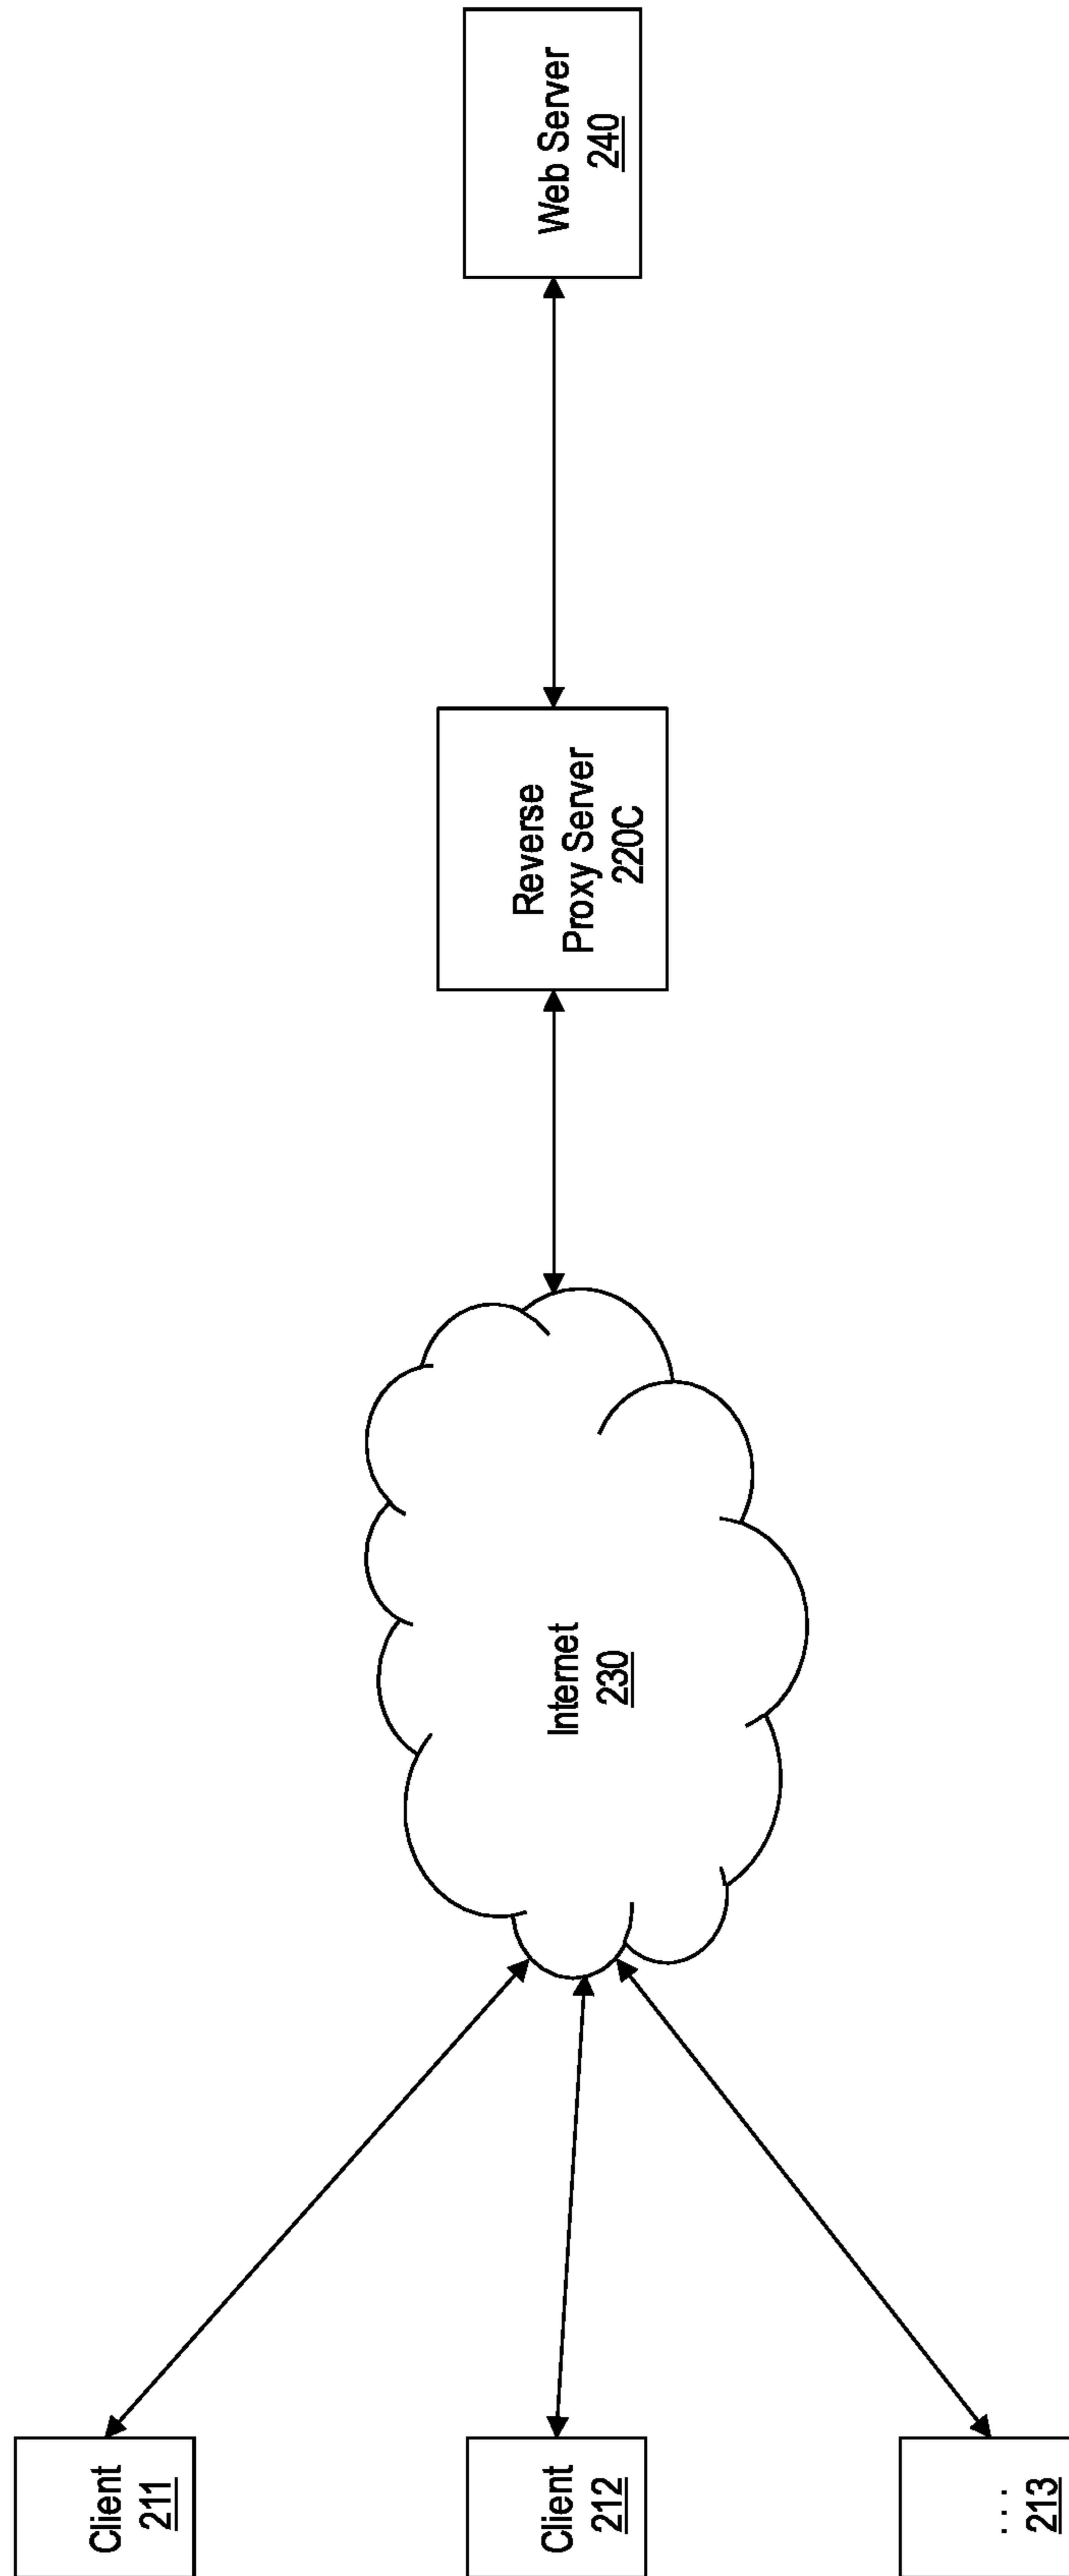 Client
211
Client
212
. . .
213
Internet
230
Reverse
Proxy Server
220C
Web Server
240